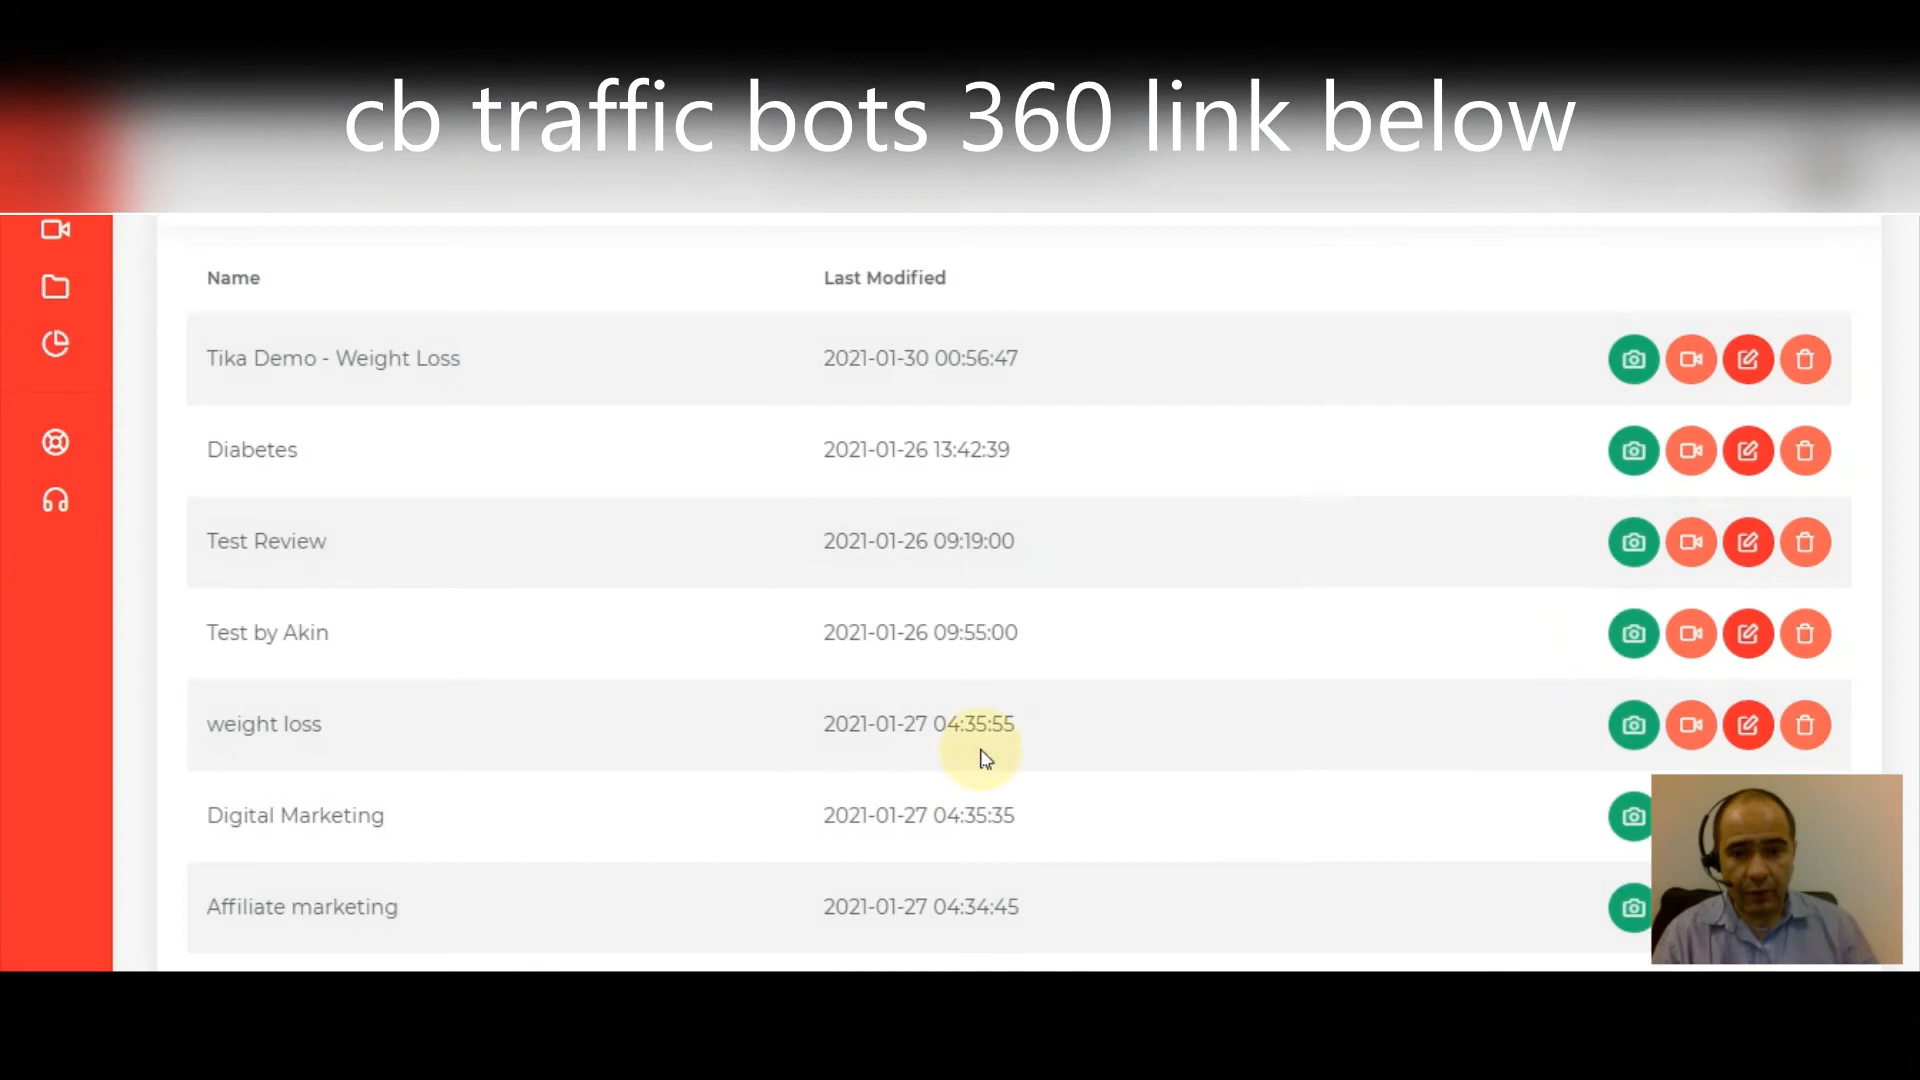 cb traffic bots 360 link below
Name Last Modified
Tika Demo - Weight Loss 2021-01-30 00:56:47
Diabetes 2021-01-26 13:42:39
Test Review 2021-01-26 09:19:00
Test by Akin 2021-01-26 09:55:00
weight loss 2021-01-27 04:35:55
Digital Marketing 2021-01-27 04:35:35
Affiliate marketing 2021-01-27 04:34:45